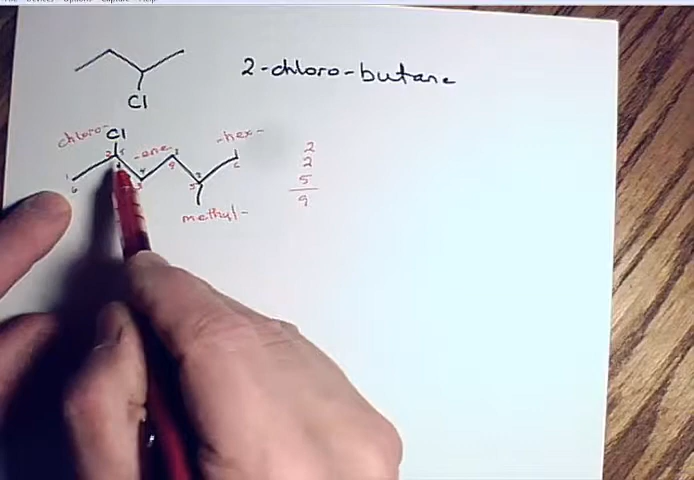 2-chloro-butane
Cl
chloro-
Cl
-ene-
-hex-
methyl-
2
2
5
9